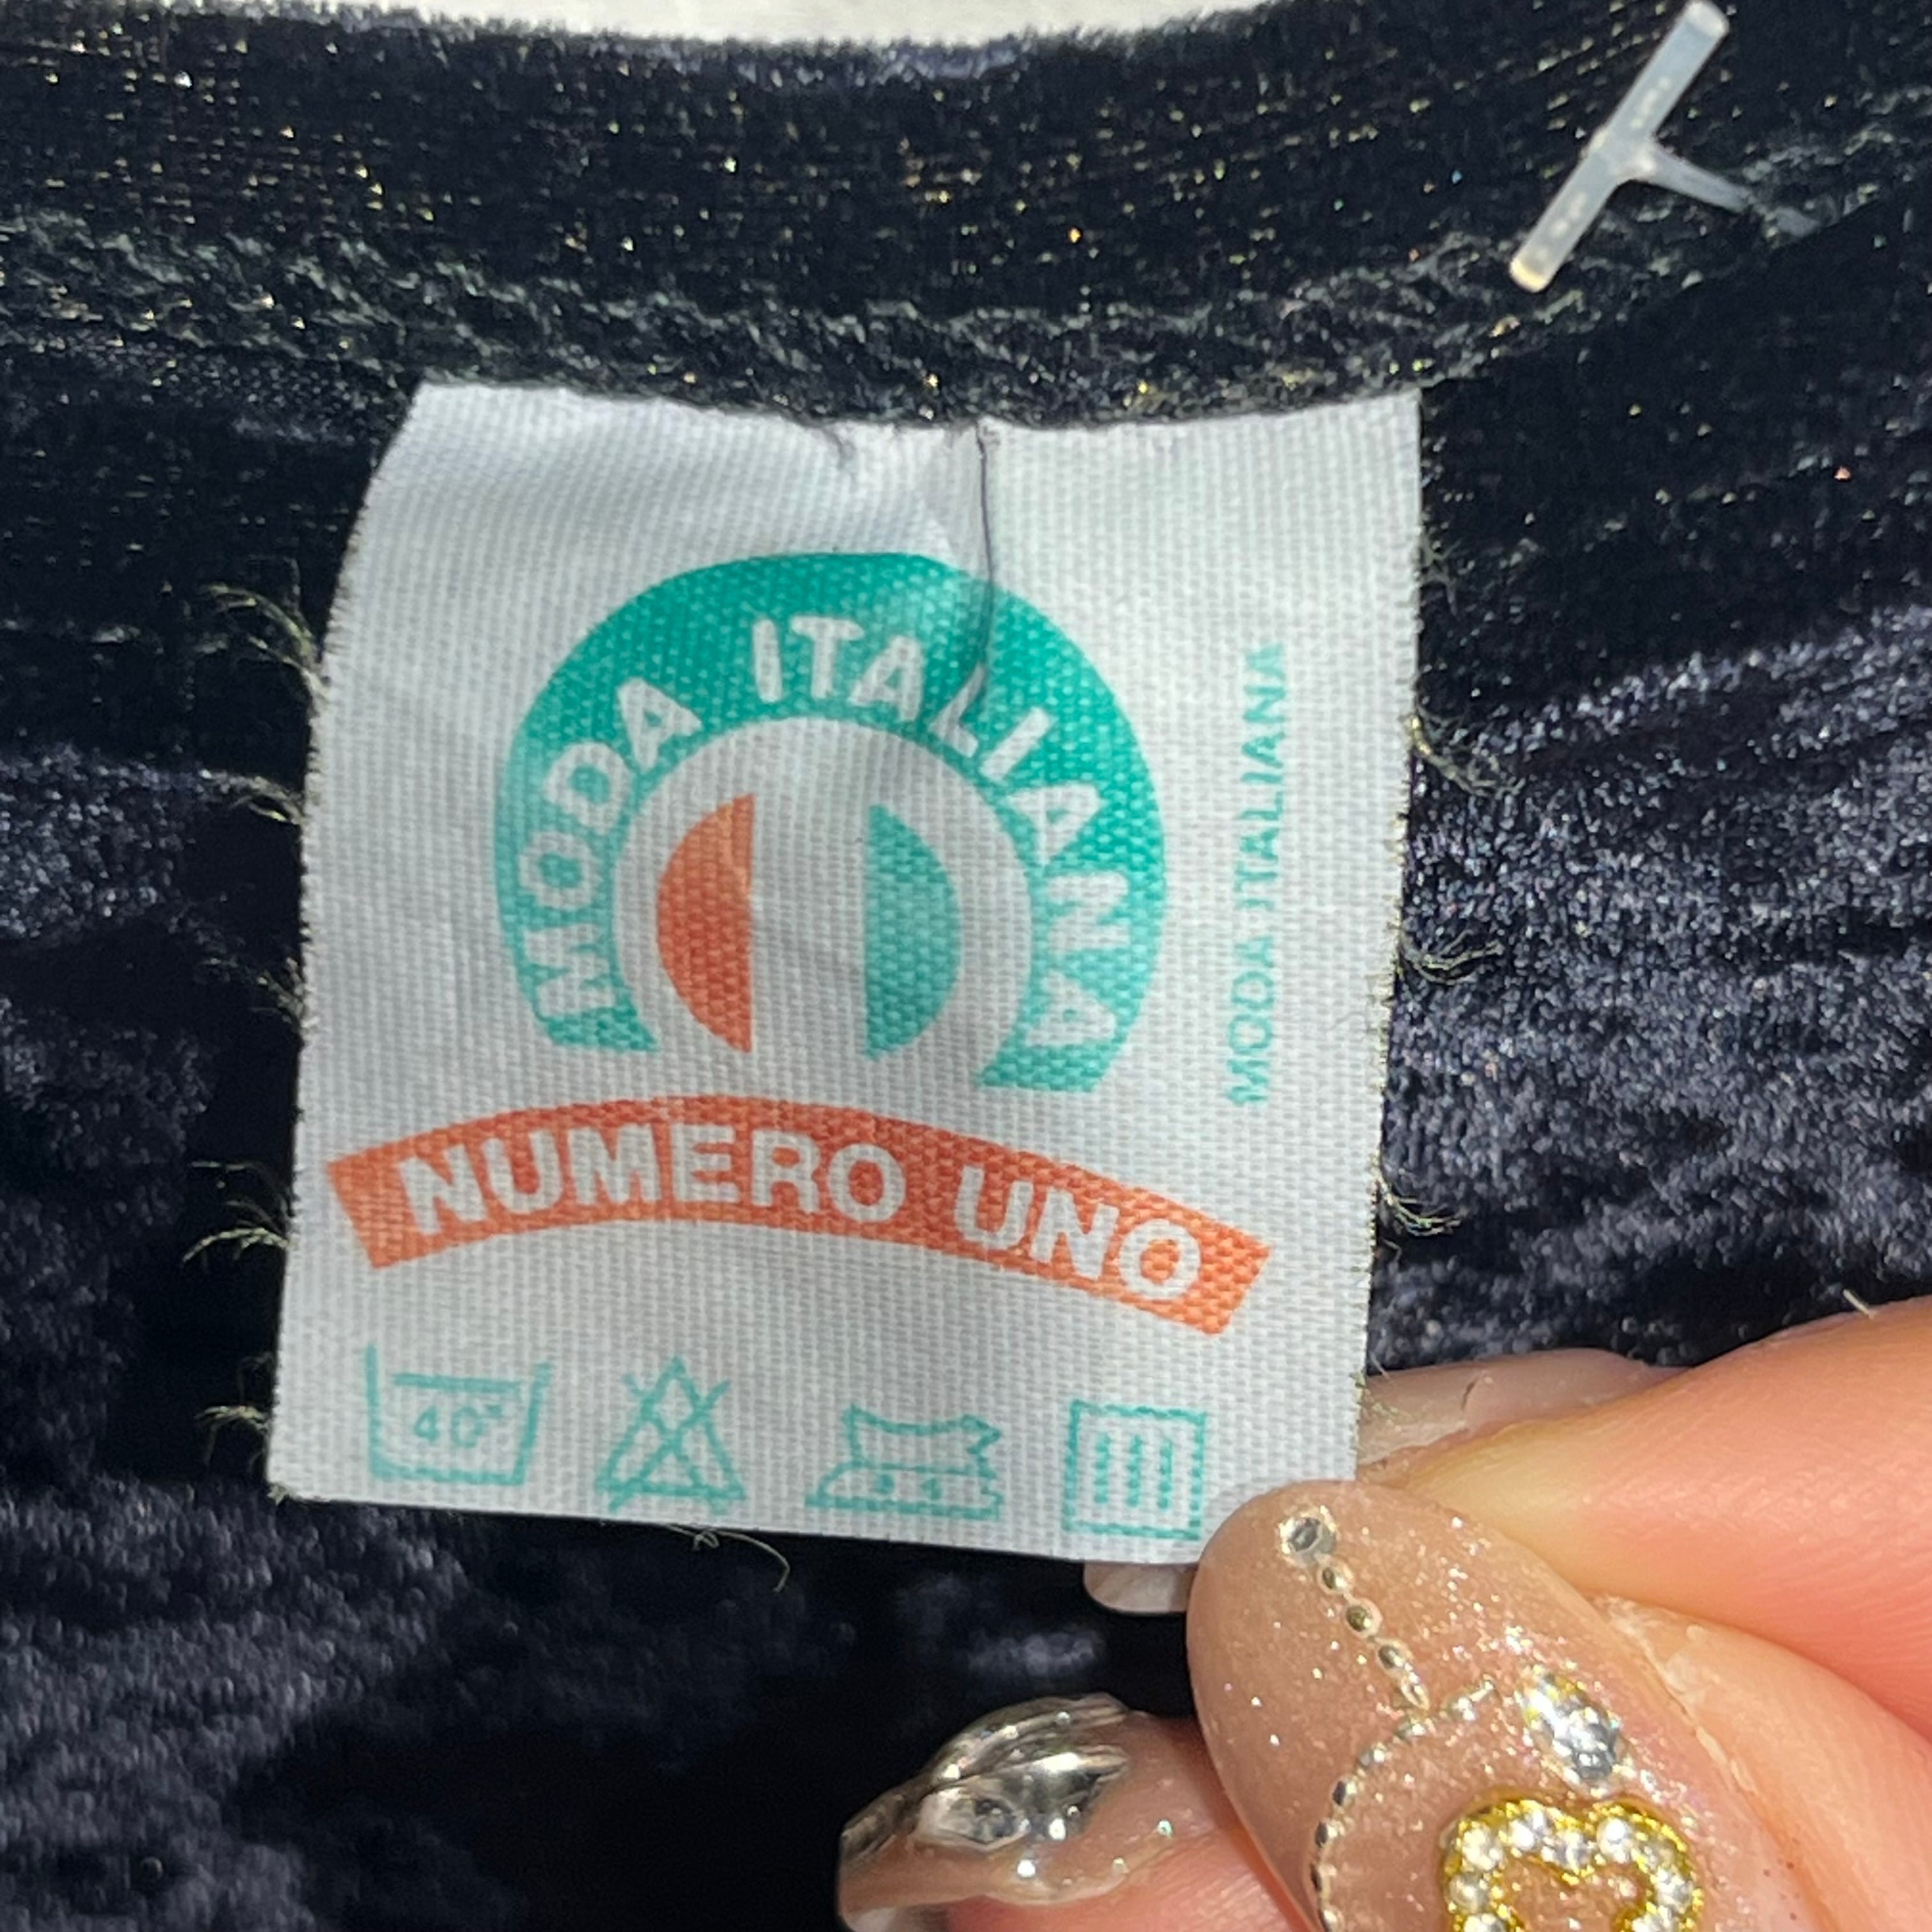 MODA ITALIANA
MODA ITALIANA
NUMERO UNO
40°